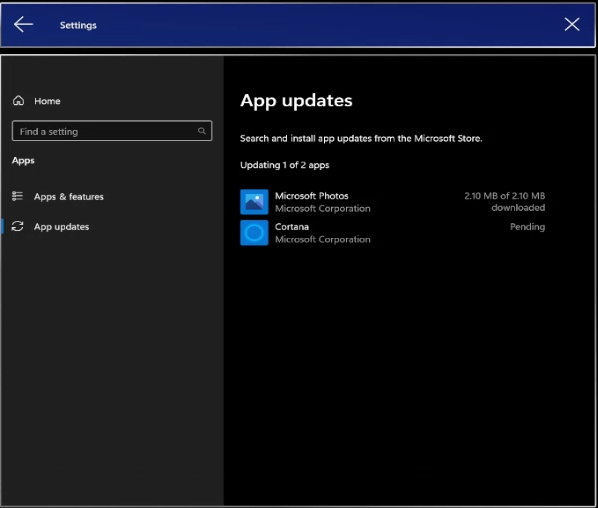 Settings
Home
Find a setting
Apps
Apps & features
App updates
App updates
Search and install app updates from the Microsoft Store.
Updating 1 of 2 apps
Microsoft Photos
Microsoft Corporation
2.10 MB of 2.10 MB
downloaded
Cortana
Microsoft Corporation
Pending